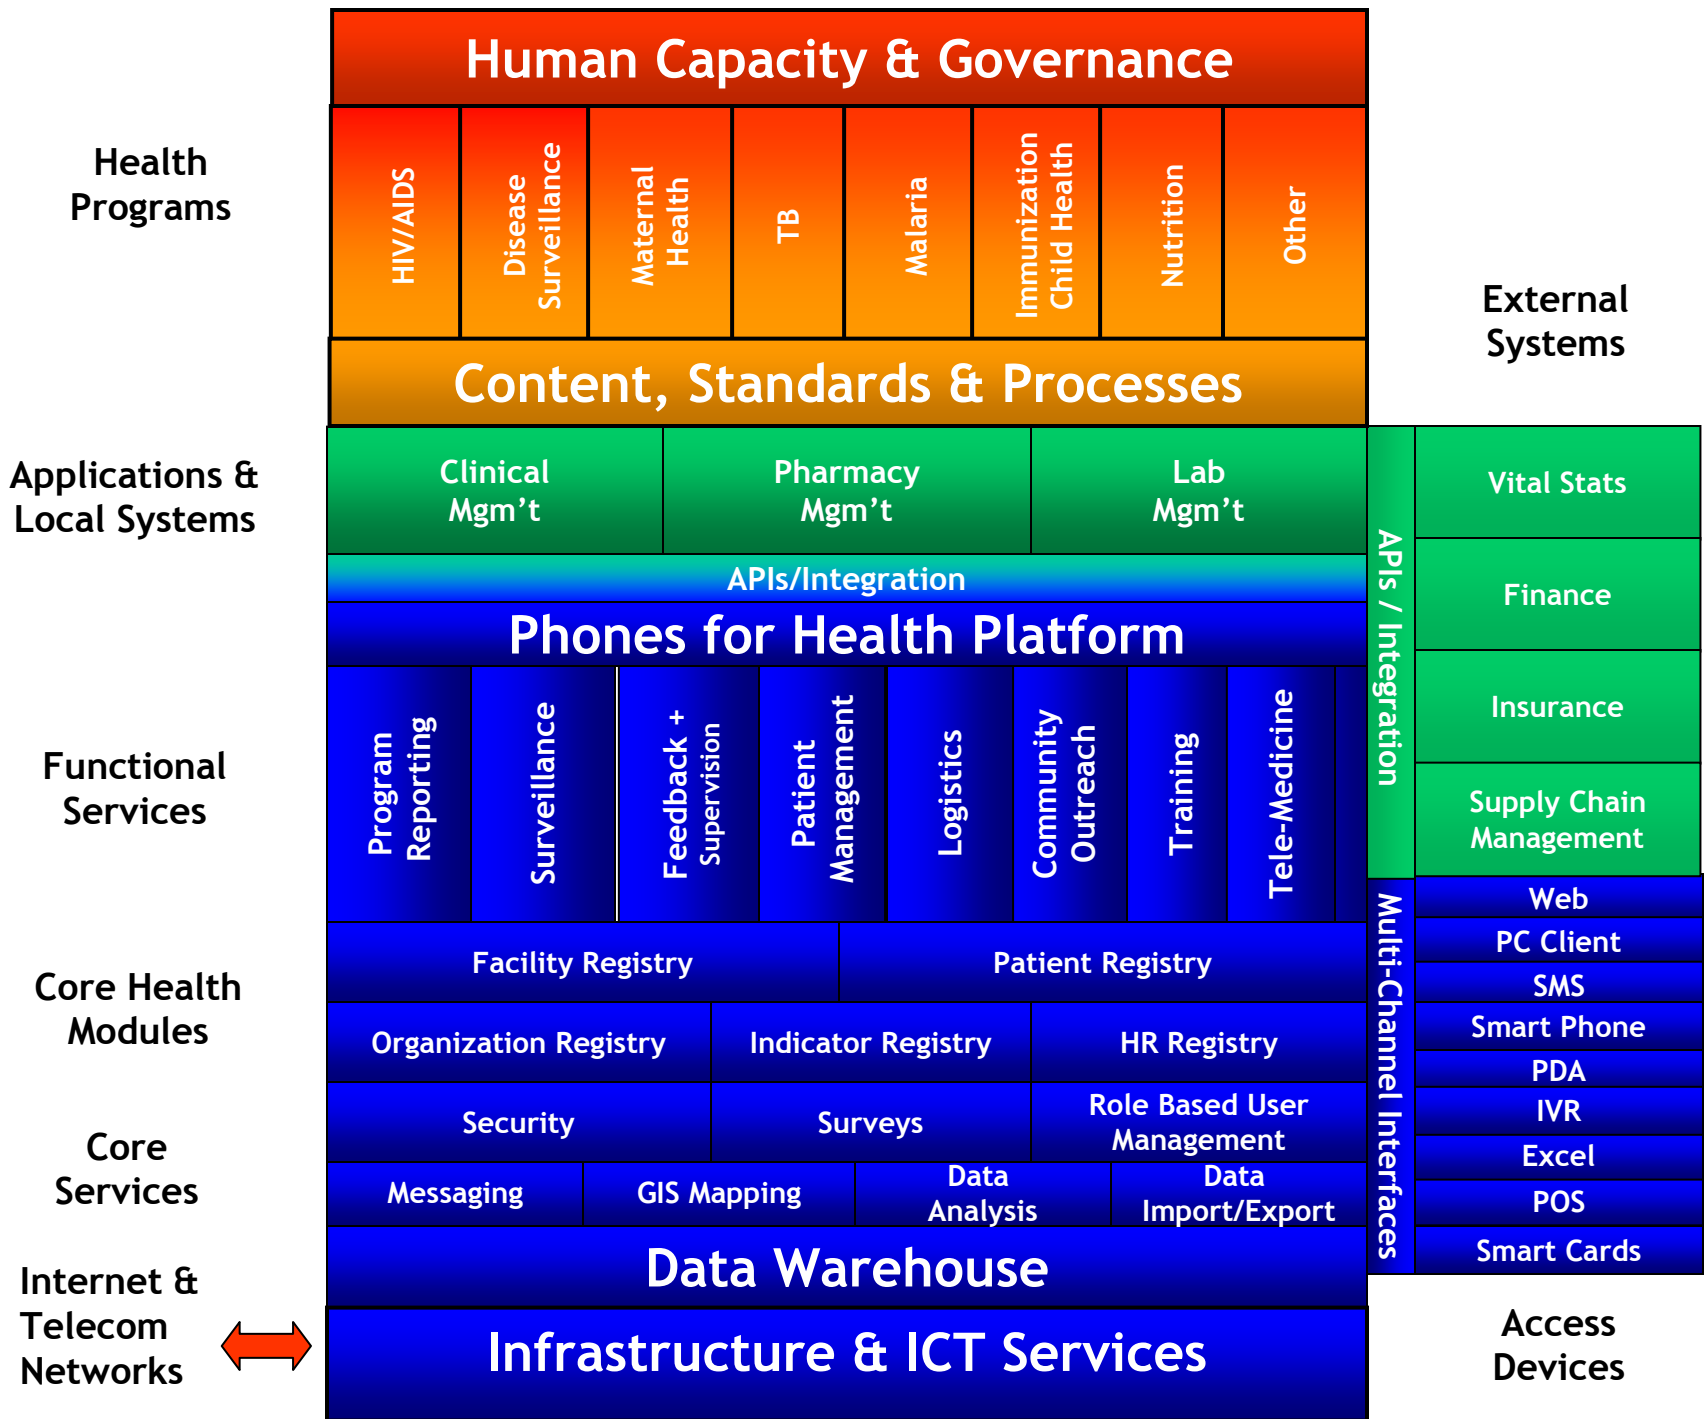 Human Capacity & Governance
Health
Programs
HIV/AIDS
Disease
Surveillance
Maternal
Health
TB
Malaria
Immunization
Child Health
Nutrition
Other
External
Systems
Content, Standards & Processes
Applications &
Local Systems
Clinical
Mgm’t
Pharmacy
Mgm’t
Lab
Mgm’t
APIs / Integration
Vital Stats
Finance
Insurance
Supply Chain
Management
APIs/Integration
Phones for Health Platform
Functional
Services
Program
Reporting
Surveillance
Feedback +
Supervision
Patient
Management
Logistics
Community
Outreach
Training
Tele-Medicine
Multi-Channel Interfaces
Web
PC Client
SMS
Smart Phone
PDA
IVR
Excel
POS
Smart Cards
Core Health
Modules
Facility Registry
Patient Registry
Organization Registry
Indicator Registry
HR Registry
Core
Services
Security
Surveys
Role Based User
Management
Messaging
GIS Mapping
Data
Analysis
Data
Import/Export
Data Warehouse
Internet &
Telecom
Networks
Infrastructure & ICT Services
Access
Devices